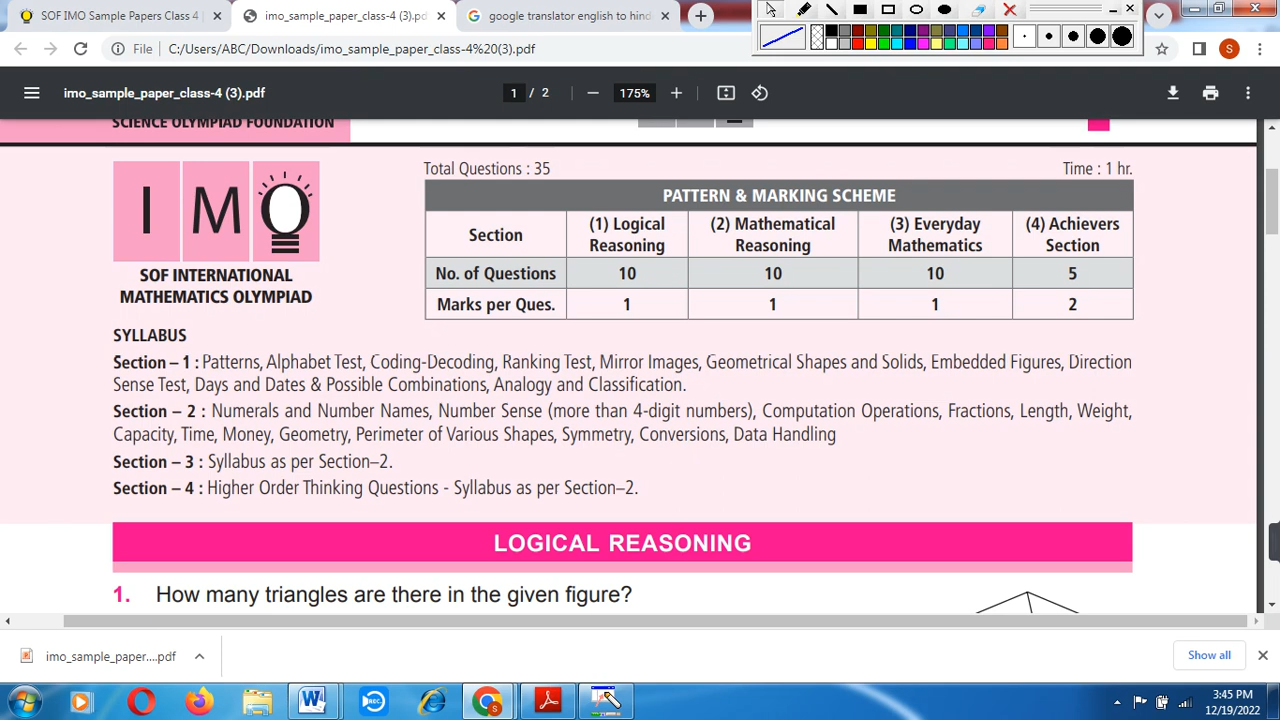 SOF IMO Sample Paper Class-4
imo_sample_paper_class-4 (3).pdf
google translate english to hind
File
C:/Users/ABC/Downloads/imo_sample_paper_class-4%20(3).pdf
S
imo_sample_paper_class-4 (3).pdf
1 / 2
175%
SCIENCE OLYMPIAD FOUNDATION
IMO
SOF INTERNATIONAL
MATHEMATICS OLYMPIAD
Total Questions : 35
Time : 1 hr.
PATTERN & MARKING SCHEME
Section
(1) Logical Reasoning
(2) Mathematical Reasoning
(3) Everyday Mathematics
(4) Achievers Section
No. of Questions 10 10 10 5
Marks per Ques. 1 1 1 2
SYLLABUS
Section – 1 : Patterns, Alphabet Test, Coding-Decoding, Ranking Test, Mirror Images, Geometrical Shapes and Solids, Embedded Figures, Direction
Sense Test, Days and Dates & Possible Combinations, Analogy and Classification.
Section – 2 : Numerals and Number Names, Number Sense (more than 4-digit numbers), Computation Operations, Fractions, Length, Weight,
Capacity, Time, Money, Geometry, Perimeter of Various Shapes, Symmetry, Conversions, Data Handling
Section – 3 : Syllabus as per Section–2.
Section – 4 : Higher Order Thinking Questions - Syllabus as per Section–2.
LOGICAL REASONING
1. How many triangles are there in the given figure?
imo_sample_paper....pdf
Show all
REC
3:45 PM
12/19/2022